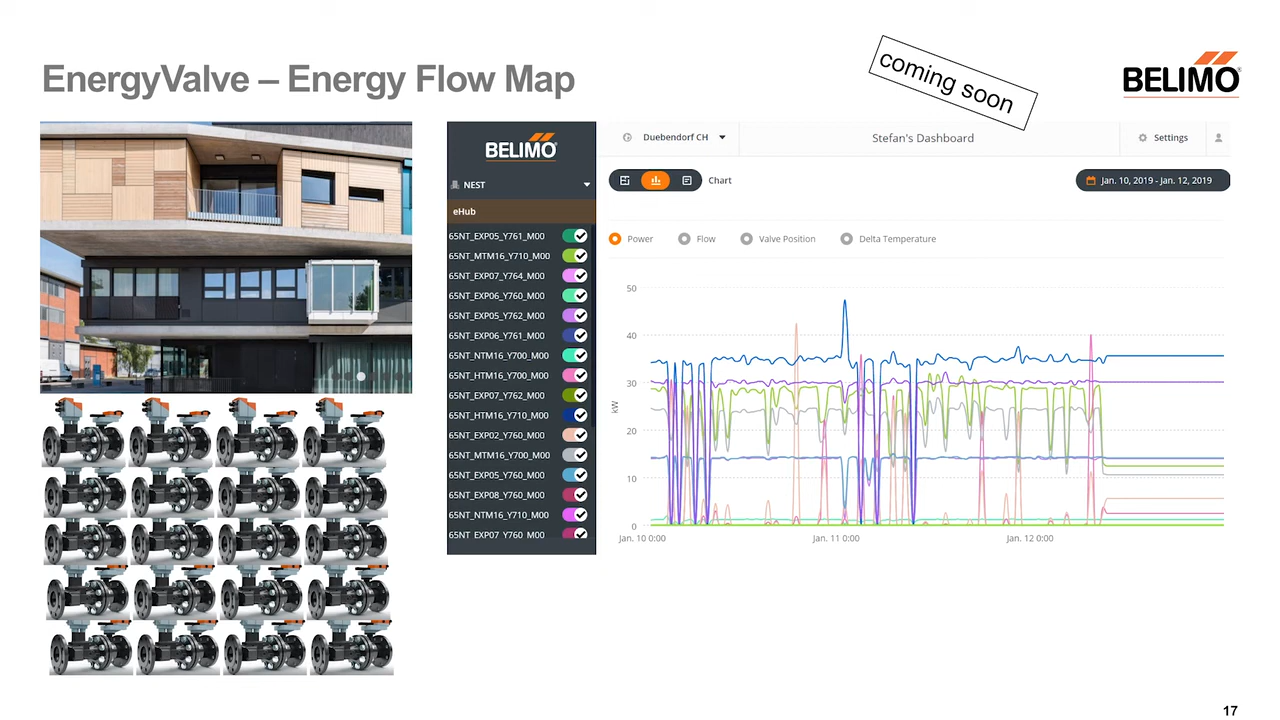 EnergyValve – Energy Flow Map
coming soon
BELIMO
BELIMO
NEST
eHub
65NT_EXP05_Y761_M00
65NT_MTM16_Y710_M00
65NT_EXP07_Y764_M00
65NT_EXP06_Y760_M00
65NT_EXP05_Y762_M00
65NT_EXP06_Y761_M00
65NT_NTM16_Y700_M00
65NT_HTM16_Y700_M00
65NT_EXP07_Y762_M00
65NT_HTM16_Y710_M00
65NT_EXP02_Y760_M00
65NT_MTM16_Y700_M00
65NT_EXP05_Y760_M00
65NT_EXP08_Y760_M00
65NT_NTM16_Y710_M00
65NT_EXP07_Y760_M00
Duebendorf CH
Stefan's Dashboard
Settings
Chart
Jan. 10, 2019 - Jan. 12, 2019
Power Flow Valve Position Delta Temperature
50
40
30
20
10
0
kW
Jan. 10 0:00 Jan. 11 0:00 Jan. 12 0:00
17